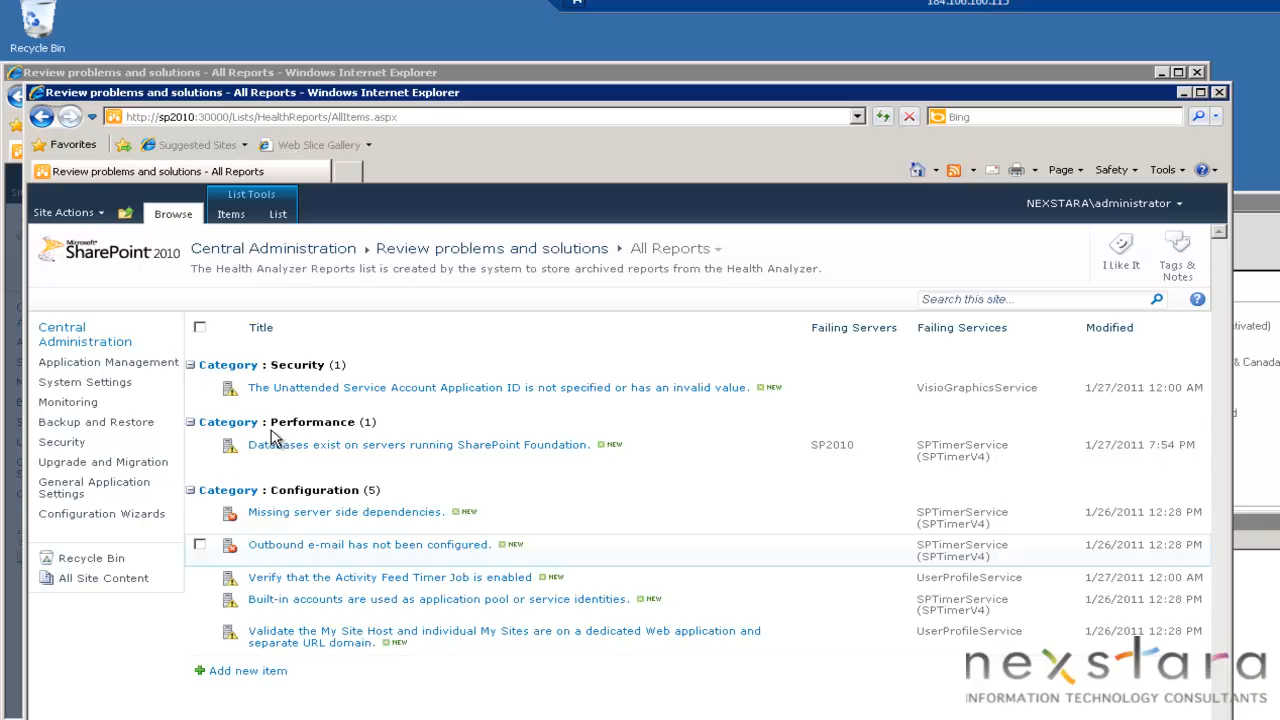 184.106.160.115
Recycle Bin
Review problems and solutions - All Reports - Windows Internet Explorer
Review problems and solutions - All Reports - Windows Internet Explorer
http://sp2010:30000/Lists/HealthReports/AllItems.aspx
Bing
Favorites
Suggested Sites
Web Slice Gallery
Review problems and solutions - All Reports
Page
Safety
Tools
List Tools
Site Actions
Browse
Items
List
NEXSTARA\administrator
Microsoft
SharePoint 2010
Central Administration
Review problems and solutions
All Reports
The Health Analyzer Reports list is created by the system to store archived reports from the Health Analyzer.
I Like It
Tags &
Notes
Search this site...
Central
Administration
Application Management
System Settings
Monitoring
Backup and Restore
Security
Upgrade and Migration
General Application
Settings
Configuration Wizards
Recycle Bin
All Site Content
Title
Failing Servers
Failing Services
Modified
Category : Security (1)
The Unattended Service Account Application ID is not specified or has an invalid value. NEW
VisioGraphicsService
1/27/2011 12:00 AM
Category : Performance (1)
Databases exist on servers running SharePoint Foundation. NEW
SP2010
SPTimerService
(SPTimerV4)
1/27/2011 7:54 PM
Category : Configuration (5)
Missing server side dependencies. NEW
SPTimerService
(SPTimerV4)
1/26/2011 12:28 PM
Outbound e-mail has not been configured. NEW
SPTimerService
(SPTimerV4)
1/26/2011 12:28 PM
Verify that the Activity Feed Timer Job is enabled NEW
UserProfileService
1/27/2011 12:00 AM
Built-in accounts are used as application pool or service identities. NEW
SPTimerService
(SPTimerV4)
1/26/2011 12:28 PM
Validate the My Site Host and individual My Sites are on a dedicated Web application and
separate URL domain. NEW
UserProfileService
1/26/2011 12:28 PM
Add new item
tivated)
& Canada
nexstara
INFORMATION TECHNOLOGY CONSULTANTS